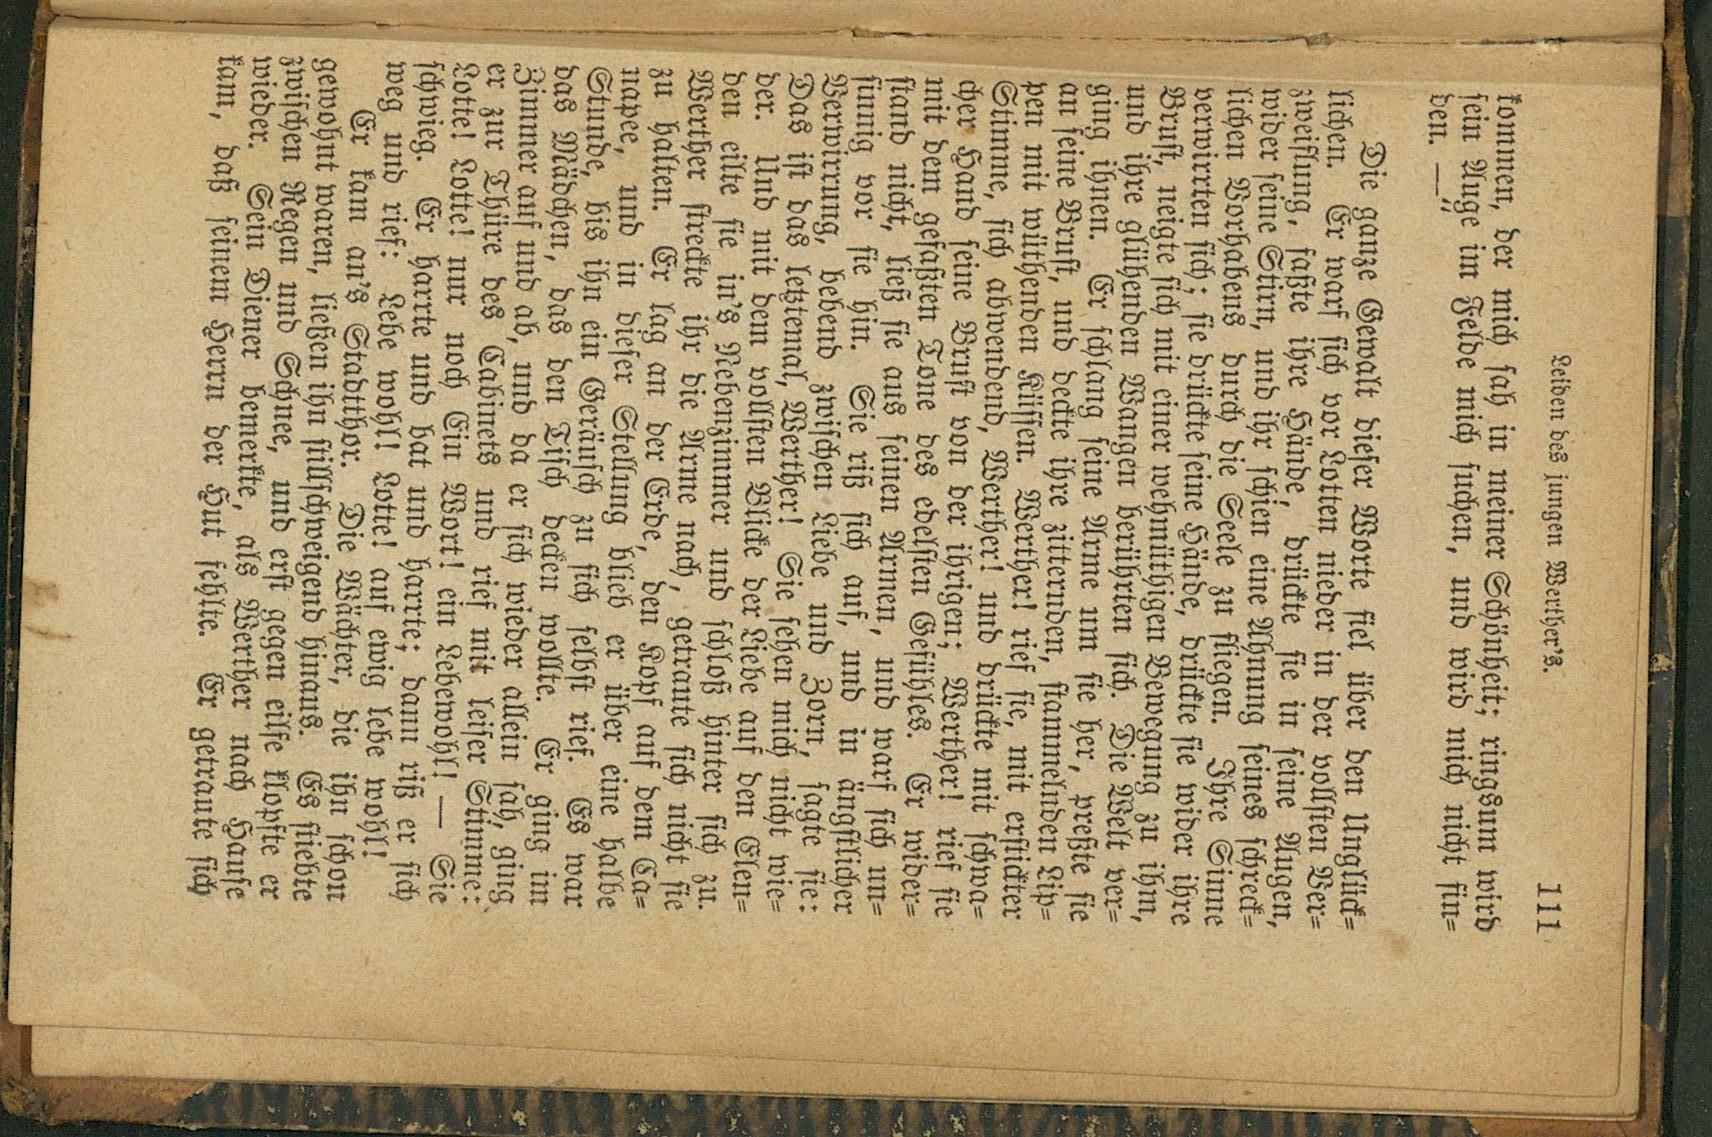 Leiden des jungen Werther's. 111
kommen, der mich sah in meiner Schönheit; ringsum wird
sein Auge im Felde mich suchen, und wird mich nicht fin=
den. —"
Die ganze Gewalt dieser Worte fiel über den Unglück=
lichen. Er warf sich vor Lotten nieder in der vollsten Ver=
zweiflung, faßte ihre Hände, drückte sie in seine Augen,
wider seine Stirn, und ihr schien eine Ahnung seines schreck=
lichen Vorhabens durch die Seele zu fliegen. Ihre Sinne
verwirrten sich; sie drückte seine Hände, drückte sie wider ihre
Brust, neigte sich mit einer wehmüthigen Bewegung zu ihm,
und ihre glühenden Wangen berührten sich. Die Welt ver=
ging ihnen. Er schlang seine Arme um sie her, preßte sie
an seine Brust, und deckte ihre zitternden, stammelnden Lip=
pen mit wüthenden Küssen. Werther! rief sie, mit erstickter
Stimme, sich abwendend, Werther! und drückte mit schwa=
cher Hand seine Brust von der ihrigen; Werther! rief sie
mit dem gefaßten Tone des edelsten Gefühles. Er wider=
stand nicht, ließ sie aus seinen Armen, und warf sich un=
sinnig vor sie hin. Sie riß sich auf, und in ängstlicher
Verwirrung, bebend zwischen Liebe und Zorn, sagte sie:
Das ist das letztemal, Werther! Sie sehen mich nicht wie=
der. Und mit dem vollsten Blicke der Liebe auf den Elen=
den eilte sie in's Nebenzimmer und schloß hinter sich zu.
Werther streckte ihr die Arme nach, getraute sich nicht sie
zu halten. Er lag an der Erde, den Kopf auf dem Ca=
napee, und in dieser Stellung blieb er über eine halbe
Stunde, bis ihn ein Geräusch zu sich selbst rief. Es war
das Mädchen, das den Tisch decken wollte. Er ging im
Zimmer auf und ab, und da er sich wieder allein sah, ging
er zur Thüre des Cabinets und rief mit leiser Stimme:
Lotte! Lotte! nur noch Ein Wort! ein Lebewohl! — Sie
schwieg. Er harrte und bat und harrte; dann riß er sich
weg und rief: Lebe wohl! Lotte! auf ewig lebe wohl!
Er kam an's Stadtthor. Die Wächter, die ihn schon
gewohnt waren, ließen ihn stillschweigend hinaus. Es stiebte
zwischen Regen und Schnee, und erst gegen eilfe klopfte er
wieder. Sein Diener bemerkte, als Werther nach Hause
kam, daß seinem Herrn der Hut fehlte. Er getraute sich